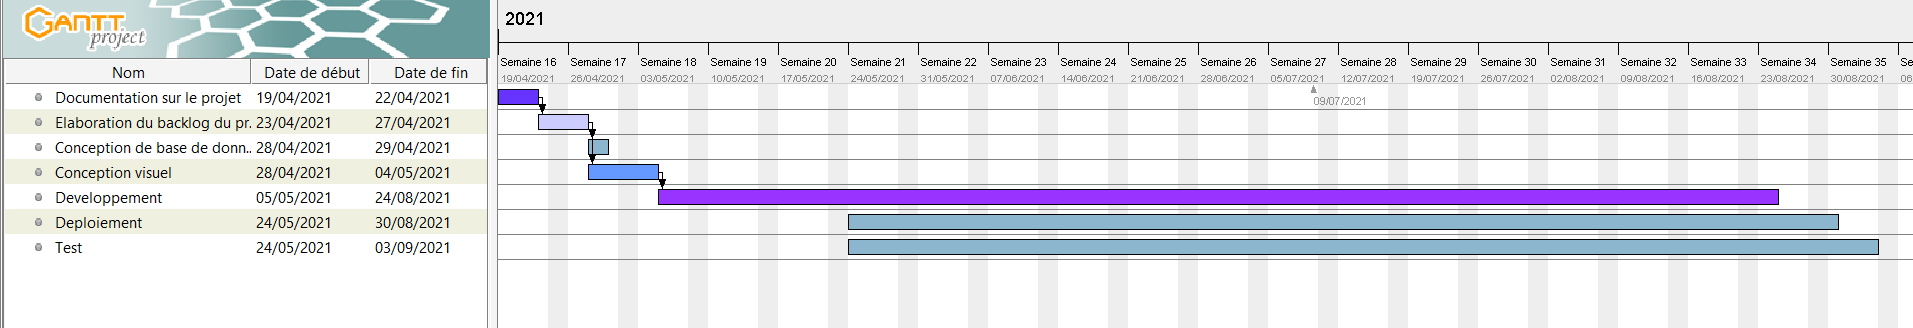 GANTT
project
2021
Semaine 16 Semaine 17 Semaine 18 Semaine 19 Semaine 20 Semaine 21 Semaine 22 Semaine 23 Semaine 24 Semaine 25 Semaine 26 Semaine 27 Semaine 28 Semaine 29 Semaine 30 Semaine 31 Semaine 32 Semaine 33 Semaine 34 Semaine 35 Se
19/04/2021 26/04/2021 03/05/2021 10/05/2021 17/05/2021 24/05/2021 31/05/2021 07/06/2021 14/06/2021 21/06/2021 28/06/2021 05/07/2021 12/07/2021 19/07/2021 26/07/2021 02/08/2021 09/08/2021 16/08/2021 23/08/2021 30/08/2021 06
Nom Date de début Date de fin
Documentation sur le projet 19/04/2021 22/04/2021
09/07/2021
Elaboration du backlog du pr.. 23/04/2021 27/04/2021
Conception de base de donn.. 28/04/2021 29/04/2021
Conception visuel 28/04/2021 04/05/2021
Developpement 05/05/2021 24/08/2021
Deploiement 24/05/2021 30/08/2021
Test 24/05/2021 03/09/2021